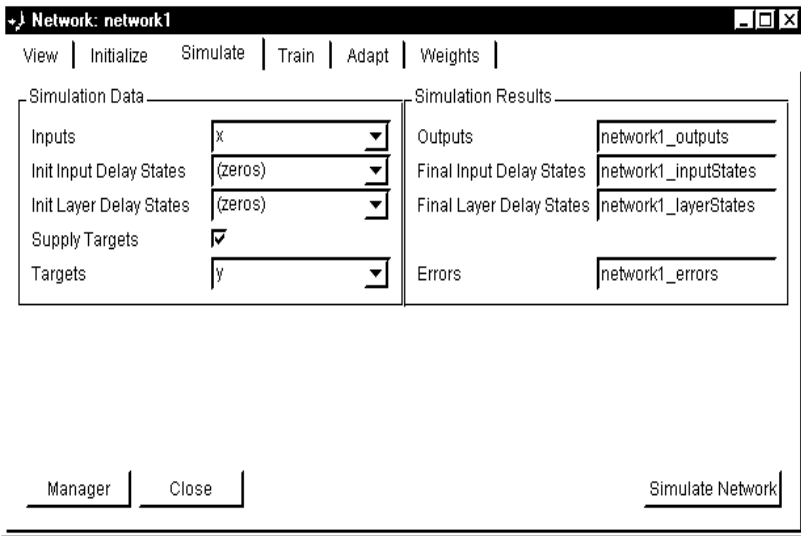 Network: network1
View Initialize Simulate Train Adapt Weights
Simulation Data
Inputs x
Init Input Delay States (zeros)
Init Layer Delay States (zeros)
Supply Targets
Targets y
Simulation Results
Outputs network1_outputs
Final Input Delay States network1_inputStates
Final Layer Delay States network1_layerStates
Errors network1_errors
Manager Close Simulate Network